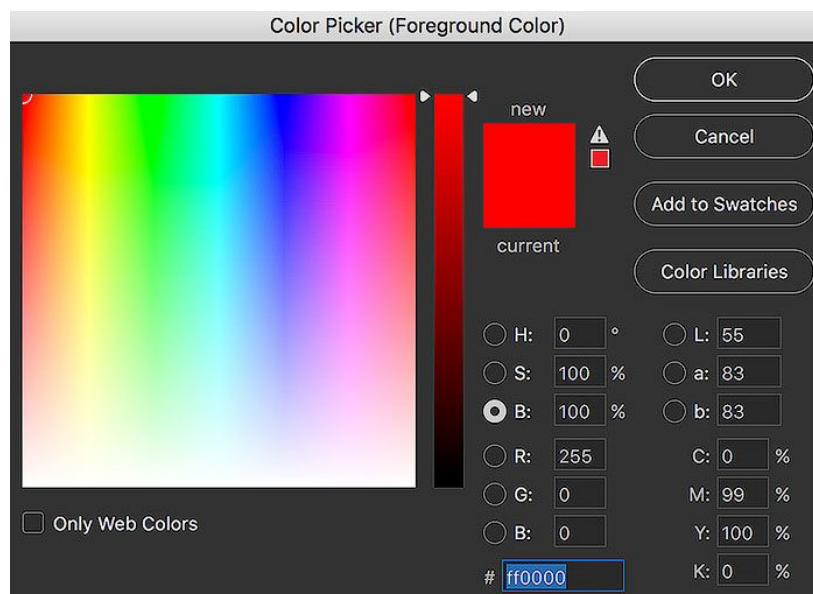 Color Picker (Foreground Color)
new
current
OK
Cancel
Add to Swatches
Color Libraries
H: 0 °
S: 100 %
B: 100 %
R: 255
G: 0
B: 0
# ff0000
L: 55
a: 83
b: 83
C: 0 %
M: 99 %
Y: 100 %
K: 0 %
Only Web Colors